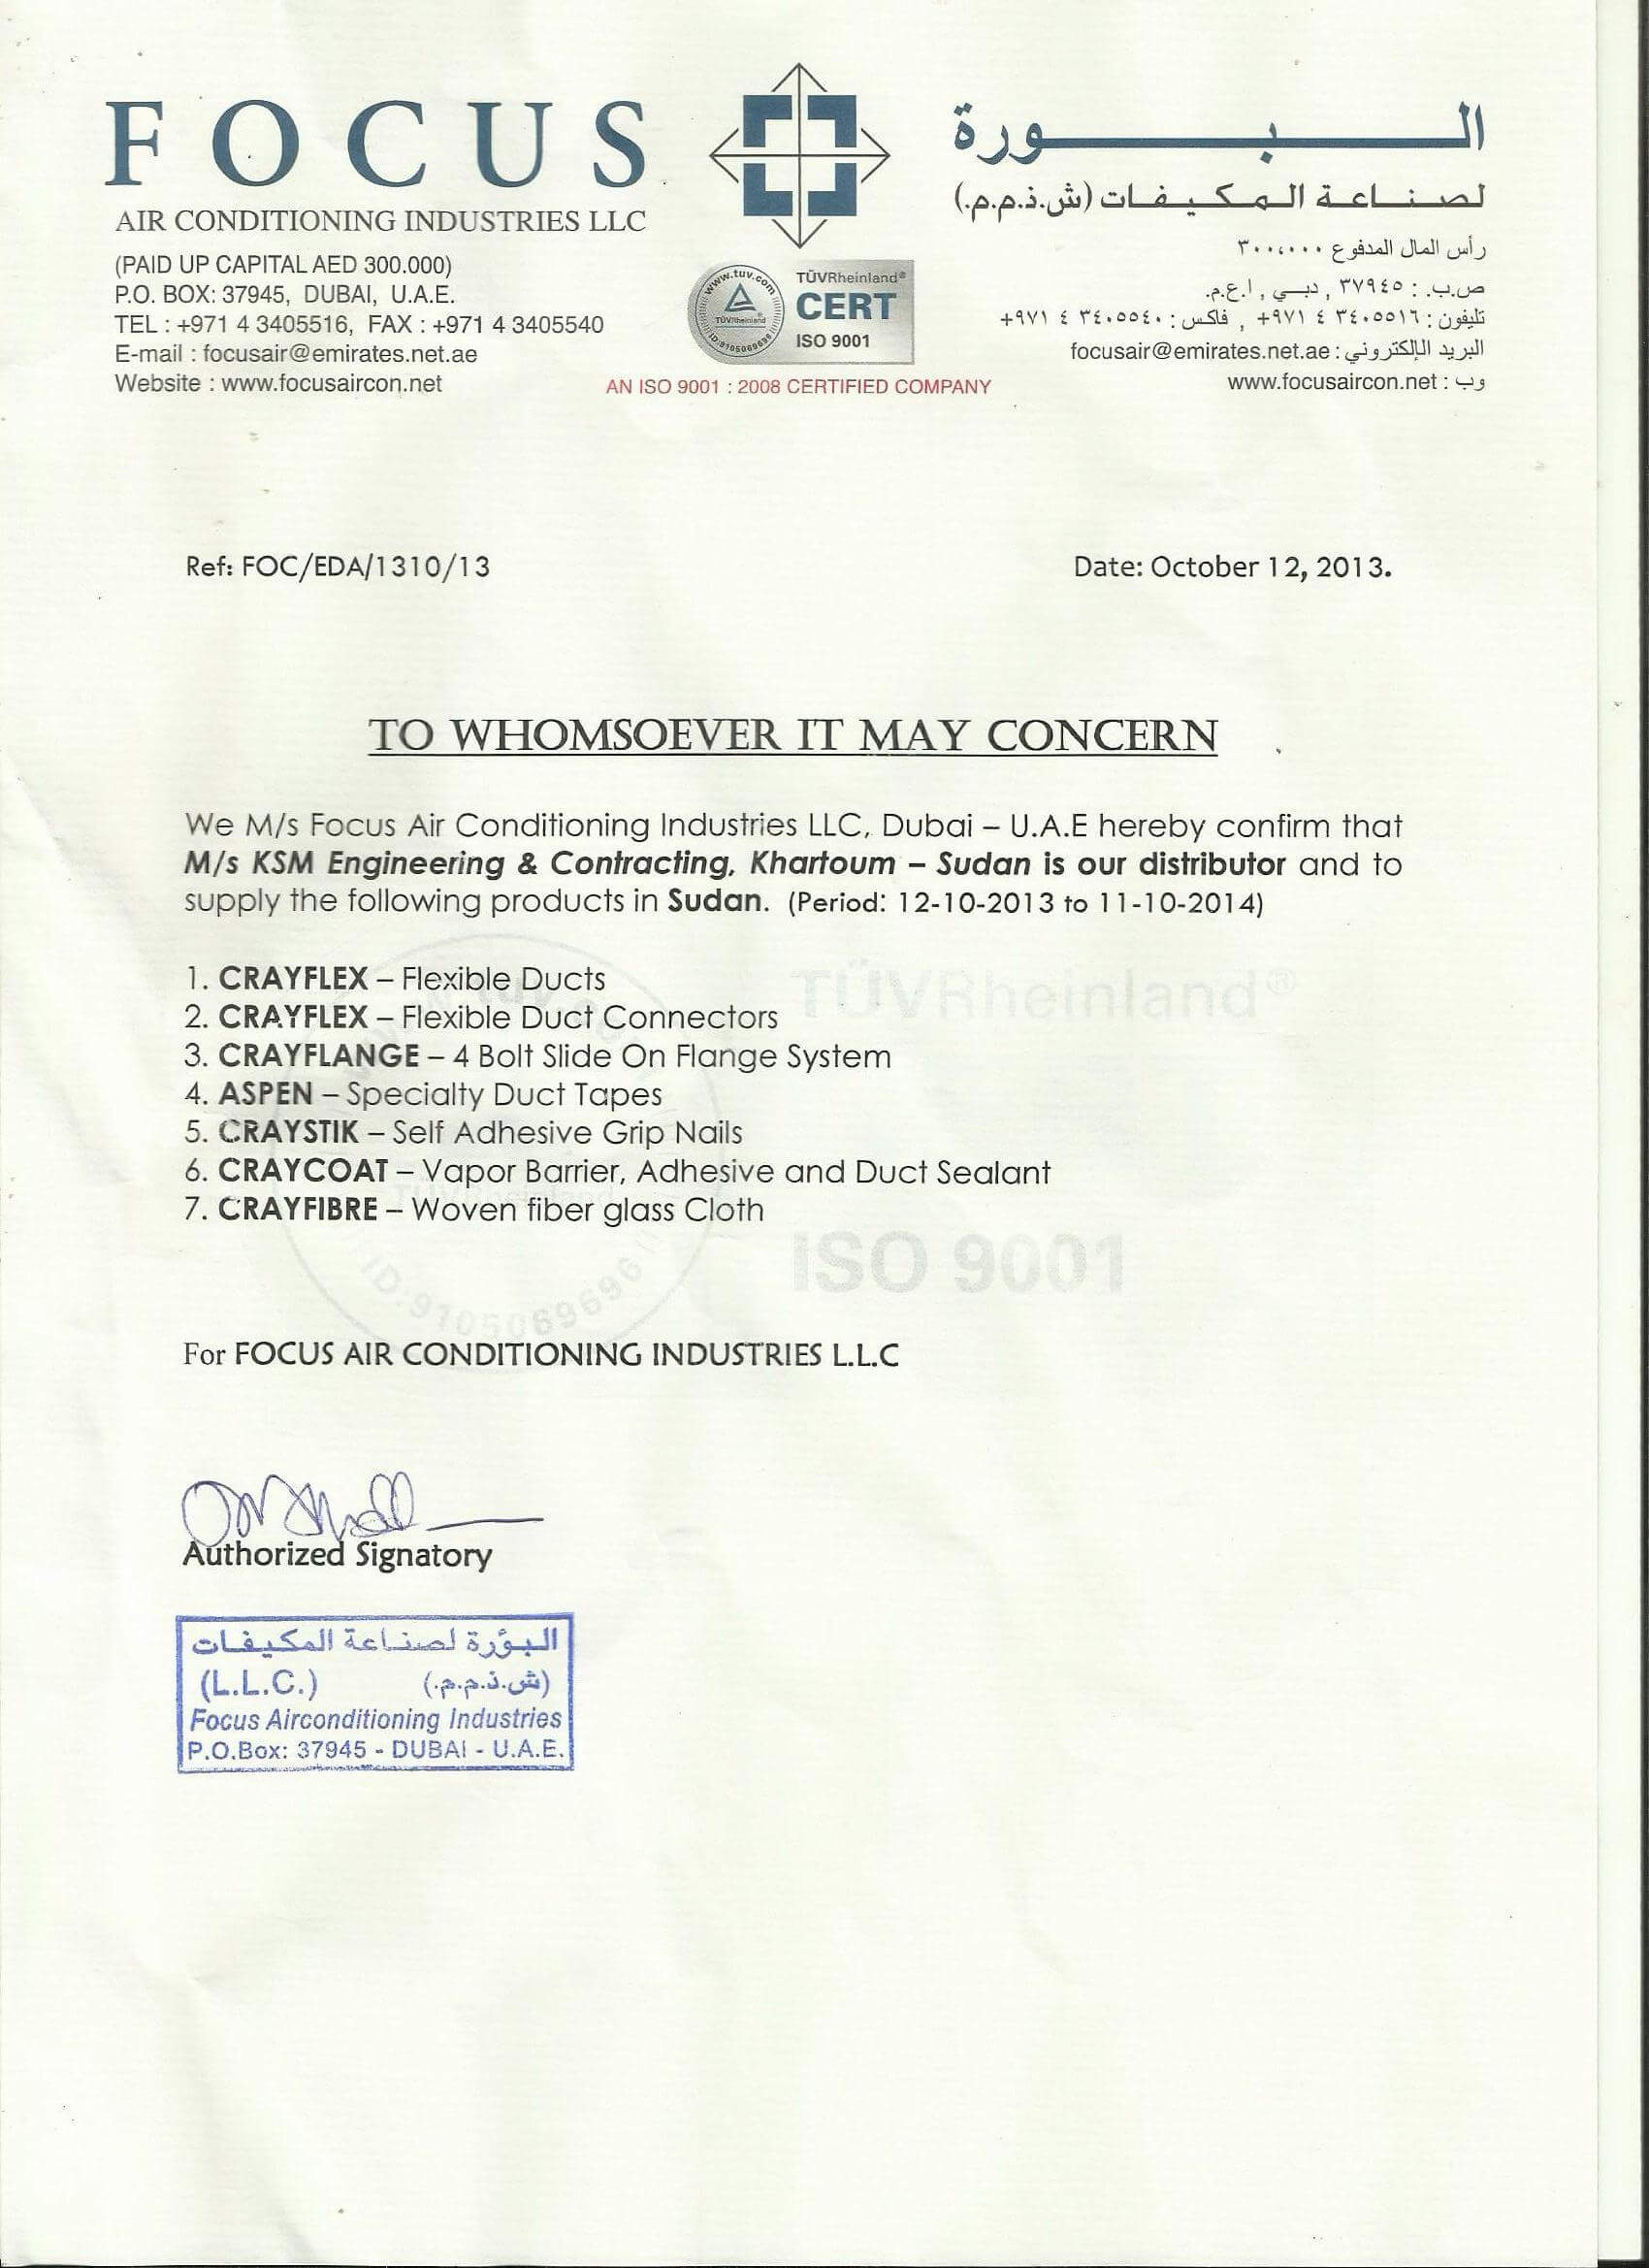 FOCUS
AIR CONDITIONING INDUSTRIES LLC
(PAID UP CAPITAL AED 300.000)
P.O. BOX: 37945, DUBAI, U.A.E.
TEL : +971 4 3405516, FAX : +971 4 3405540
E-mail : focusair@emirates.net.ae
Website : www.focusaircon.net
www.tuv.com
TÜVRheinland
ID:9105069696
TÜVRheinland®
CERT
ISO 9001
AN ISO 9001 : 2008 CERTIFIED COMPANY
البورة
لصناعة المكيفات (ش.ذ.م.م.)
رأس المال المدفوع ٣٠٠،٠٠٠
ص.ب. : ٣٧٩٤٥ , دبي , ا.ع.م.
تليفون : ٣٤٠٥٥١٦ ٤ ٩٧١+ , فاكس : ٣٤٠٥٥٤٠ ٤ ٩٧١+
البريد الإلكتروني : focusair@emirates.net.ae
وب : www.focusaircon.net
Ref: FOC/EDA/1310/13 Date: October 12, 2013.
TO WHOMSOEVER IT MAY CONCERN
We M/s Focus Air Conditioning Industries LLC, Dubai – U.A.E hereby confirm that
M/s KSM Engineering & Contracting, Khartoum – Sudan is our distributor and to
supply the following products in Sudan. (Period: 12-10-2013 to 11-10-2014)
1. CRAYFLEX – Flexible Ducts
2. CRAYFLEX – Flexible Duct Connectors
3. CRAYFLANGE – 4 Bolt Slide On Flange System
4. ASPEN – Specialty Duct Tapes
5. CRAYSTIK – Self Adhesive Grip Nails
6. CRAYCOAT – Vapor Barrier, Adhesive and Duct Sealant
7. CRAYFIBRE – Woven fiber glass Cloth
TÜVRheinland®
ISO 9001
ID:9105069696
For FOCUS AIR CONDITIONING INDUSTRIES L.L.C
Authorized Signatory
البؤرة لصناعة المكيفات
(L.L.C.) (ش.ذ.م.م.)
Focus Airconditioning Industries
P.O.Box: 37945 - DUBAI - U.A.E.